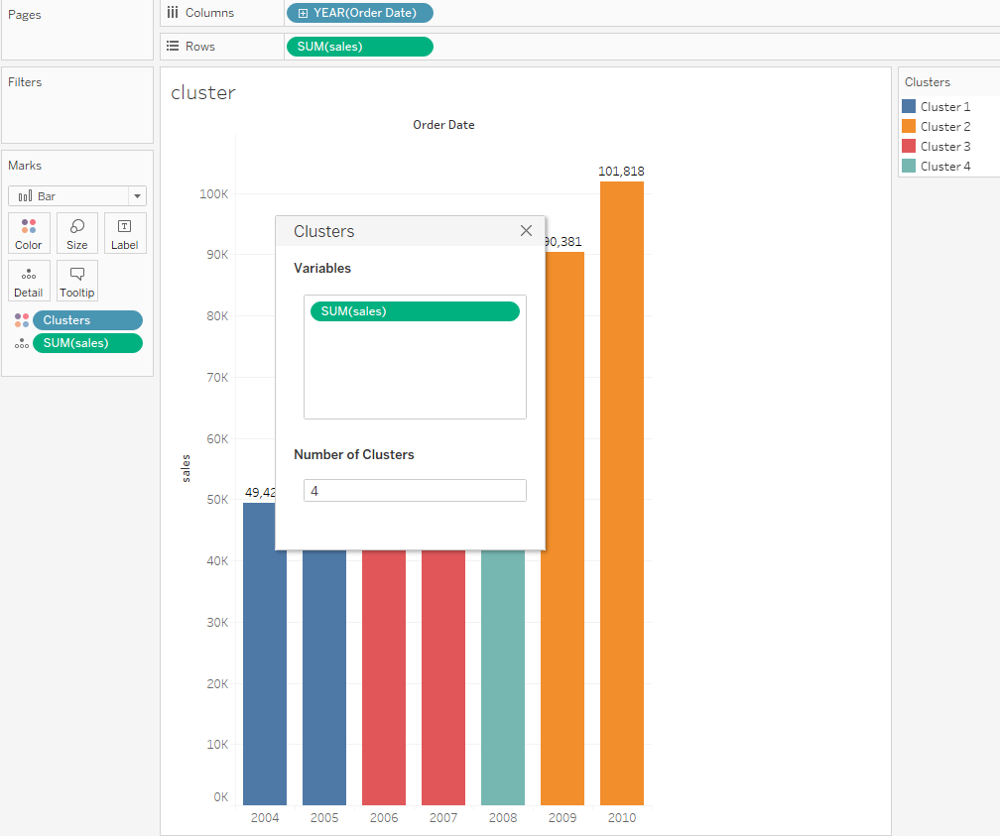 Pages
Columns
YEAR(Order Date)
Rows
SUM(sales)
Filters
Marks
Bar
Color
Size
Label
Detail
Tooltip
Clusters
SUM(sales)
cluster
Order Date
sales
100K
90K
80K
70K
60K
50K
40K
30K
20K
10K
0K
101,818
90,381
49,42
2004
2005
2006
2007
2008
2009
2010
Clusters
Variables
SUM(sales)
Number of Clusters
4
Clusters
Cluster 1
Cluster 2
Cluster 3
Cluster 4